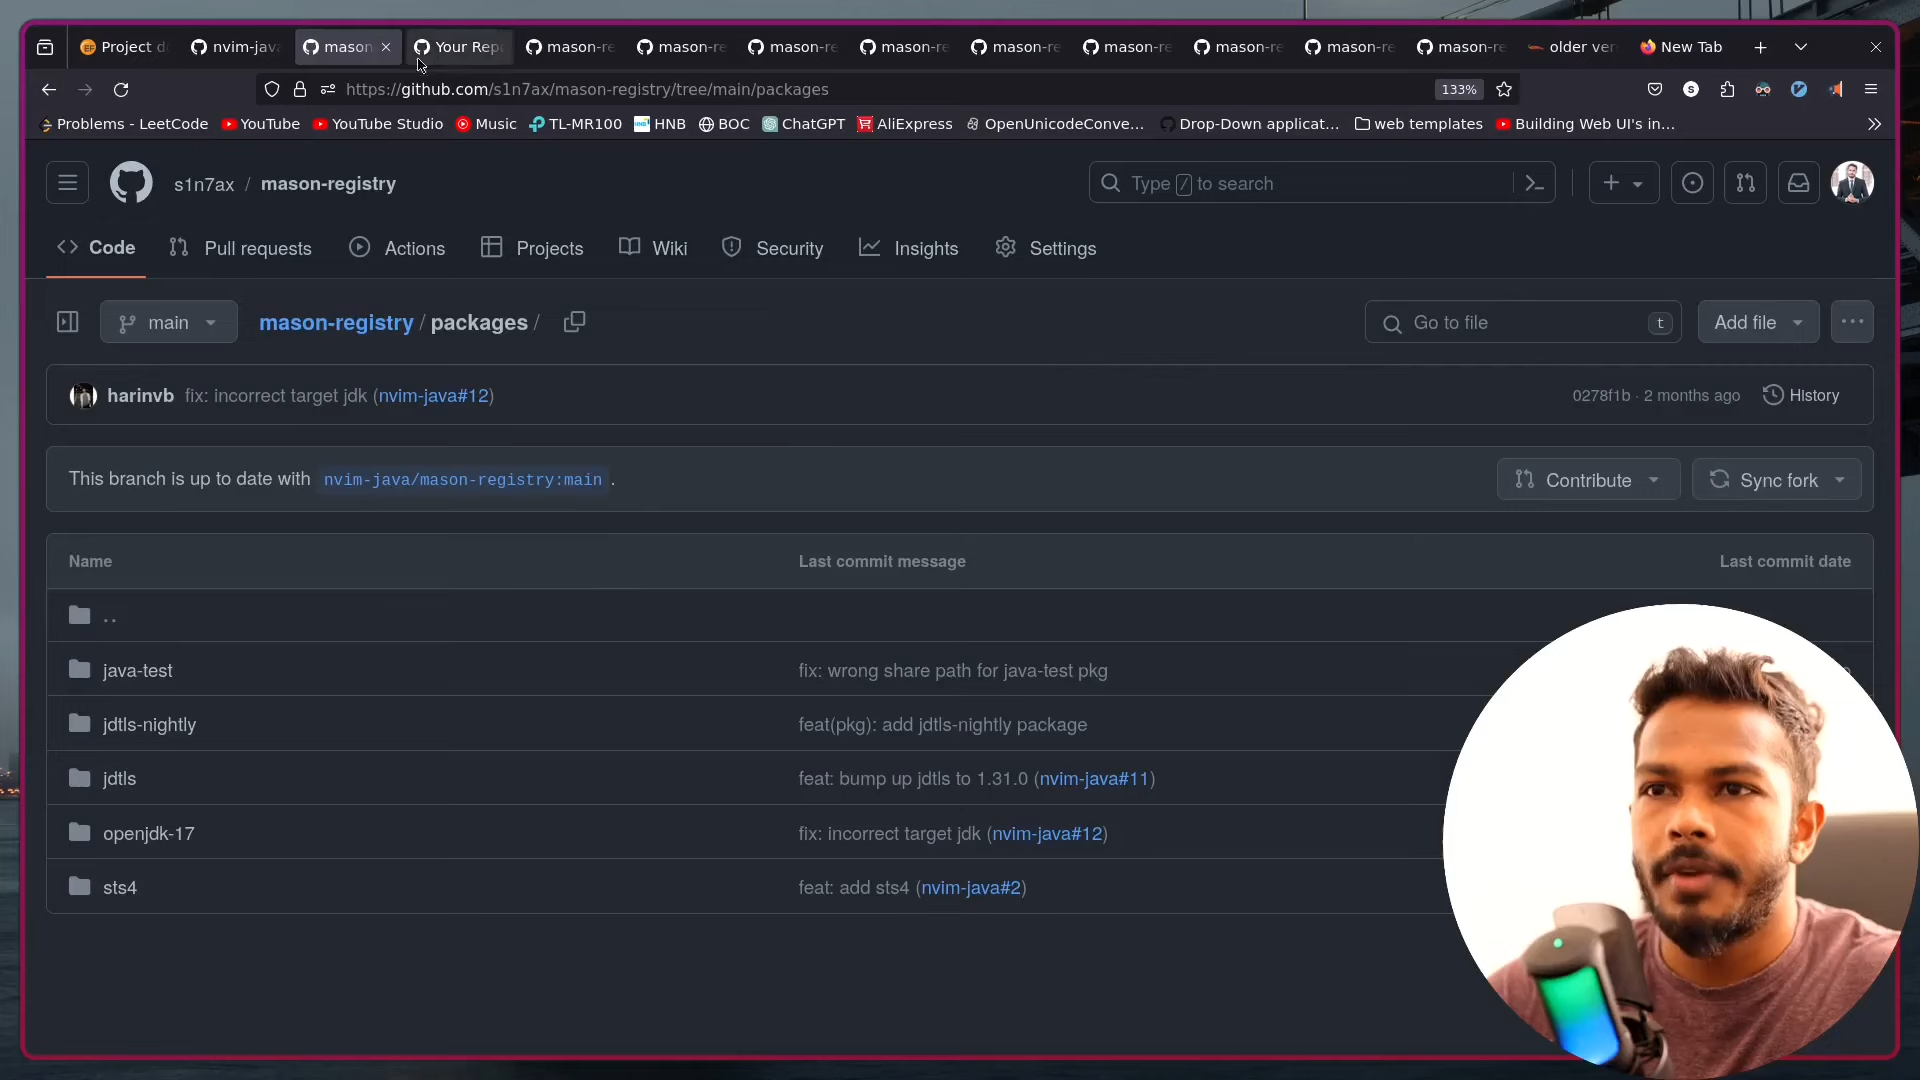 Project d
nvim-java
mason
Your Rep
mason-re
mason-re
mason-re
mason-re
mason-re
mason-re
mason-re
mason-re
mason-re
older ver
New Tab
https://github.com/s1n7ax/mason-registry/tree/main/packages
133%
Problems - LeetCode
YouTube
YouTube Studio
Music
TL-MR100
HNB
BOC
ChatGPT
AliExpress
OpenUnicodeConve...
Drop-Down applicat...
web templates
Building Web UI's in...
s1n7ax / mason-registry
Type / to search
Code
Pull requests
Actions
Projects
Wiki
Security
Insights
Settings
main
mason-registry / packages /
Go to file
t
Add file
harinvb fix: incorrect target jdk (nvim-java#12)
0278f1b · 2 months ago
History
This branch is up to date with nvim-java/mason-registry:main .
Contribute
Sync fork
Name
Last commit message
Last commit date
..
java-test
fix: wrong share path for java-test pkg
jdtls-nightly
feat(pkg): add jdtls-nightly package
jdtls
feat: bump up jdtls to 1.31.0 (nvim-java#11)
openjdk-17
fix: incorrect target jdk (nvim-java#12)
sts4
feat: add sts4 (nvim-java#2)